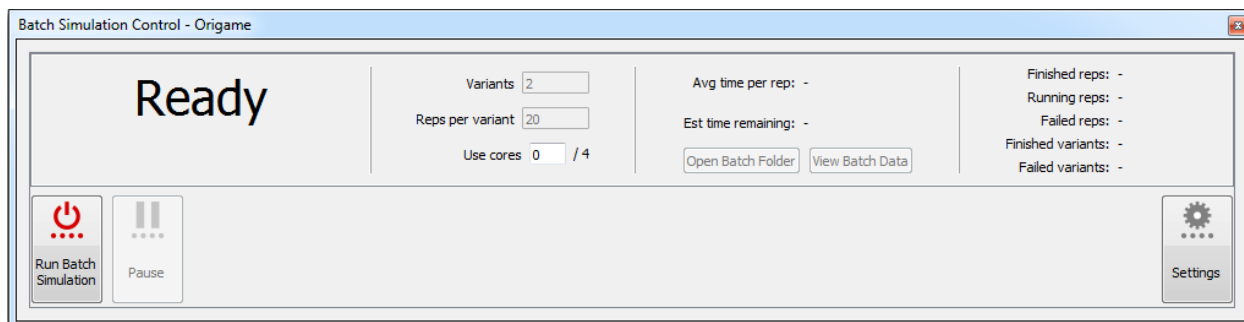 Batch Simulation Control - Origame
Ready
Variants 2
Reps per variant 20
Use cores 0 / 4
Avg time per rep: -
Est time remaining: -
Open Batch Folder View Batch Data
Finished reps: -
Running reps: -
Failed reps: -
Finished variants: -
Failed variants: -
Run Batch
Simulation
Pause
Settings